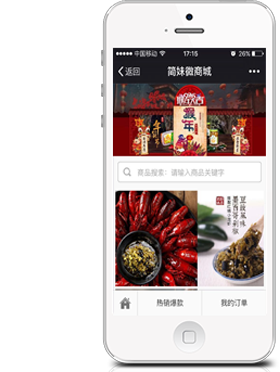 中国移动
17:15
26%
返回
简妹微商城
猴年
商品搜索：请输入商品关键字
豆豉风味
热销爆款
我的订单